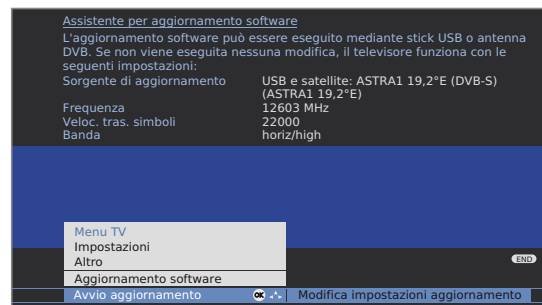 Assistente per aggiornamento software
L'aggiornamento software può essere eseguito mediante stick USB o antenna
DVB. Se non viene eseguita nessuna modifica, il televisore funziona con le
seguenti impostazioni:
Sorgente di aggiornamento USB e satellite: ASTRA1 19,2°E (DVB-S)
(ASTRA1 19,2°E)
Frequenza 12603 MHz
Veloc. tras. simboli 22000
Banda horiz/high
Menu TV
Impostazioni
Altro
END
Aggiornamento software
Avvio aggiornamento OK Modifica impostazioni aggiornamento